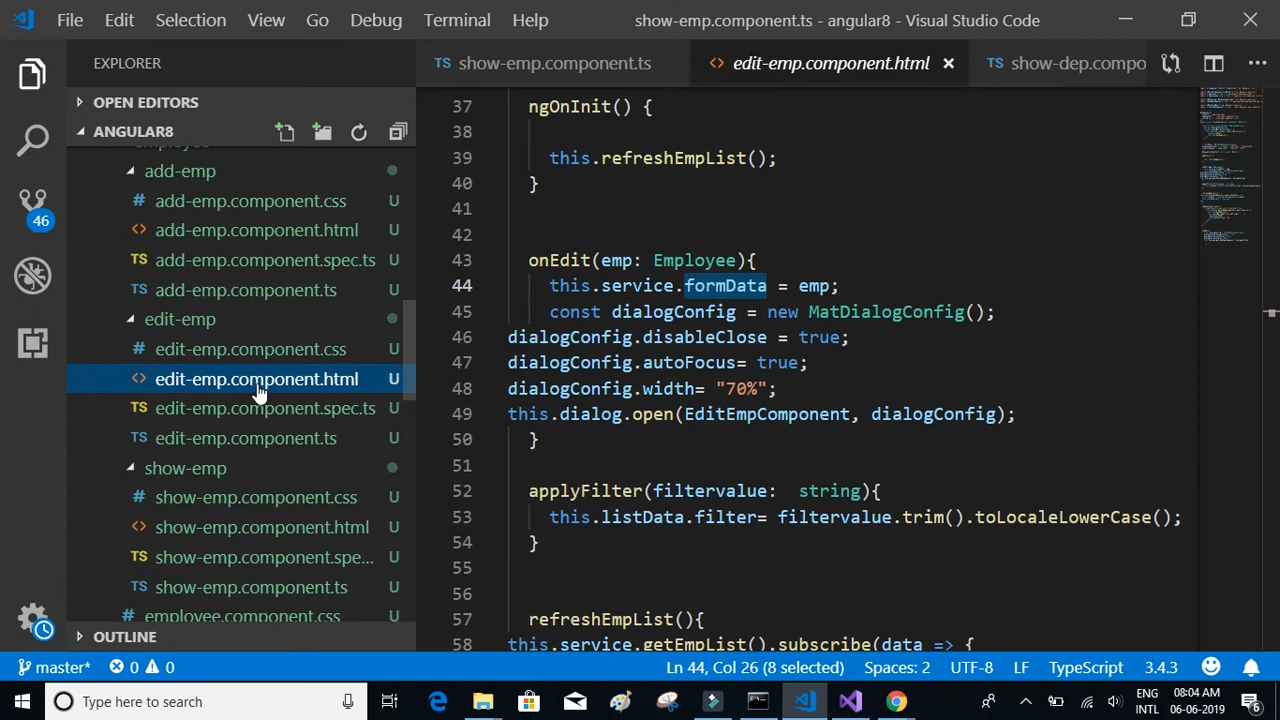 File Edit Selection View Go Debug Terminal Help show-emp.component.ts - angular8 - Visual Studio Code
EXPLORER
TS show-emp.component.ts
<> edit-emp.component.html
TS show-dep.compo
OPEN EDITORS
ANGULAR8
add-emp
# add-emp.component.css U
<> add-emp.component.html U
TS add-emp.component.spec.ts U
TS add-emp.component.ts U
edit-emp
# edit-emp.component.css U
<> edit-emp.component.html U
TS edit-emp.component.spec.ts U
TS edit-emp.component.ts U
show-emp
# show-emp.component.css U
<> show-emp.component.html U
TS show-emp.component.spe... U
TS show-emp.component.ts U
# employee.component.css U
OUTLINE
46
37 ngOnInit() {
38
39 this.refreshEmpList();
40 }
41
42
43 onEdit(emp: Employee){
44 this.service.formData = emp;
45 const dialogConfig = new MatDialogConfig();
46 dialogConfig.disableClose = true;
47 dialogConfig.autoFocus= true;
48 dialogConfig.width= "70%";
49 this.dialog.open(EditEmpComponent, dialogConfig);
50 }
51
52 applyFilter(filtervalue: string){
53 this.listData.filter= filtervalue.trim().toLocaleLowerCase();
54 }
55
56
57 refreshEmpList(){
58 this.service.getEmpList().subscribe(data => {
master* 0 0 Ln 44, Col 26 (8 selected) Spaces: 2 UTF-8 LF TypeScript 3.4.3
Type here to search
ENG
INTL
08:04 AM
06-06-2019
6